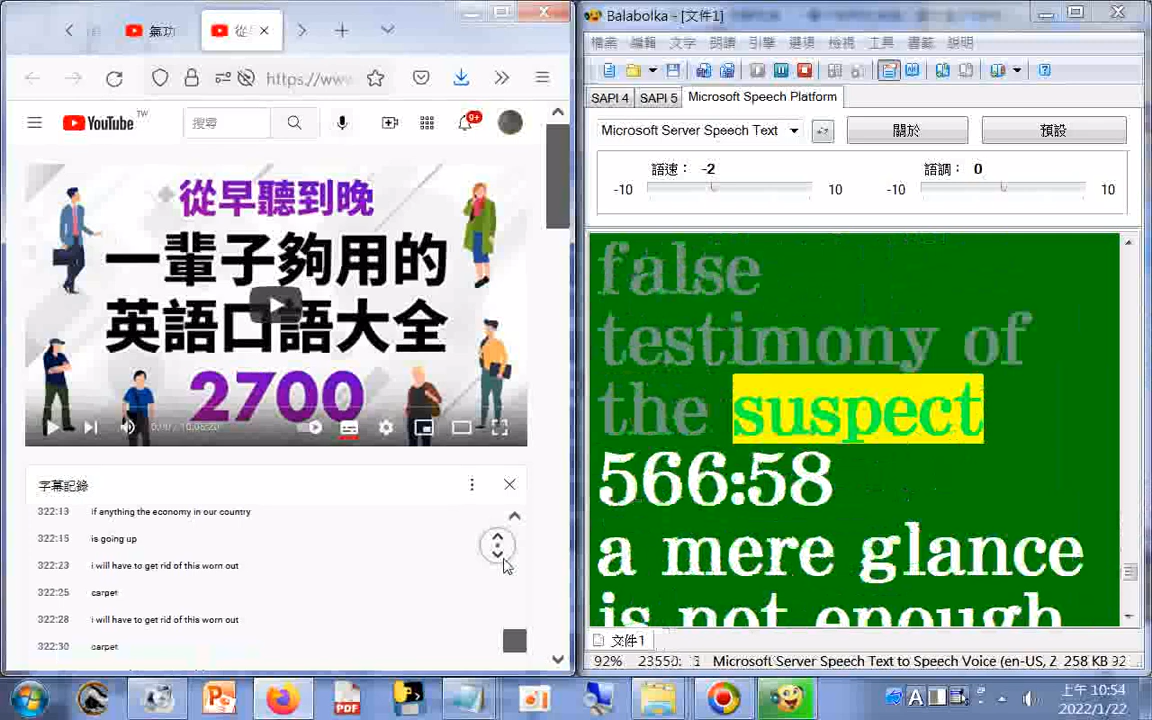 氣功
從
https://www
YouTube TW
搜尋
9+
從早聽到晚
一輩子夠用的
英語口語大全
2700
字幕記錄
322:13 if anything the economy in our country
322:15 is going up
322:23 i will have to get rid of this worn out
322:25 carpet
322:28 i will have to get rid of this worn out
322:30 carpet
Balabolka - [文件1]
檔案 編輯 文字 朗讀 引擎 選項 檢視 工具 書籤 說明
SAPI 4 SAPI 5 Microsoft Speech Platform
Microsoft Server Speech Text
關於
預設
語速： -2
語調： 0
-10 10 -10 10
false
testimony of
the suspect
566:58
a mere glance
is not enough
文件1
92% 23550: 1 Microsoft Server Speech Text to Speech Voice (en-US, Z 258 KB 92
PDF
A
上午 10:54
2022/1/22